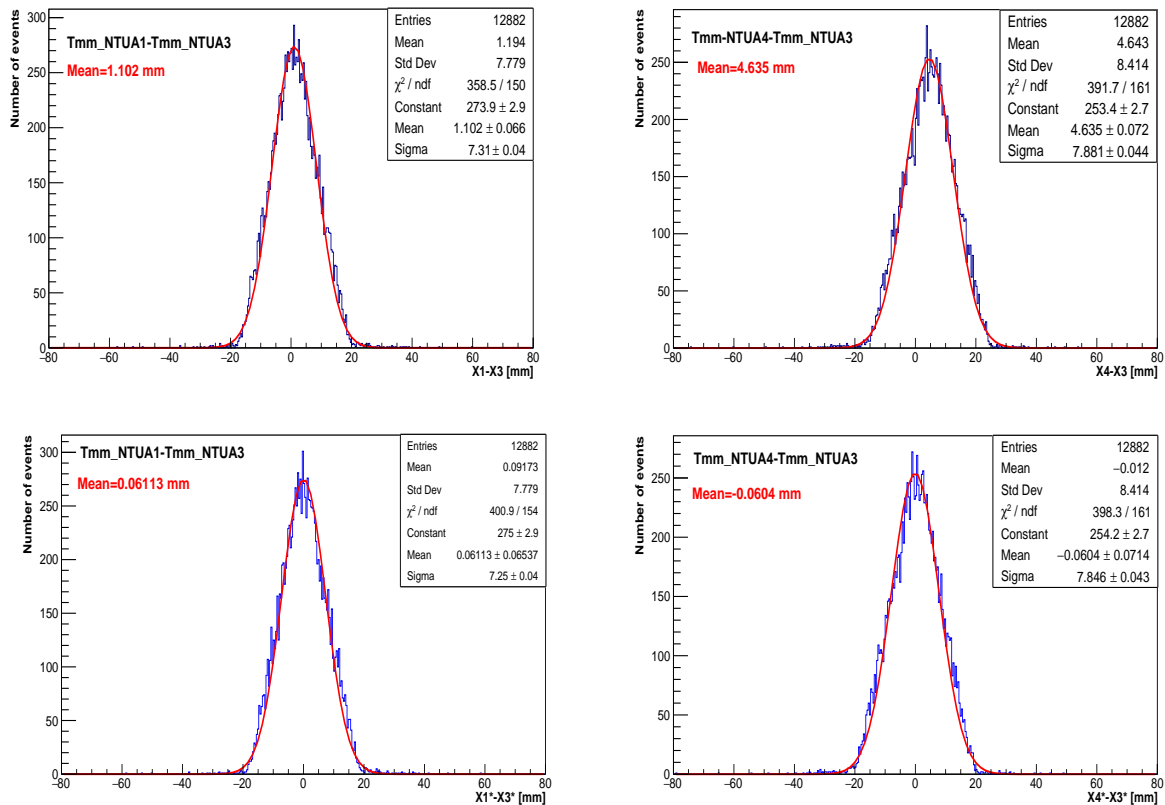 Number of events
300
250
200
150
100
50
0
Tmm_NTUA1-Tmm_NTUA3
Mean=1.102 mm
Entries 12882
Mean 1.194
Std Dev 7.779
χ² / ndf 358.5 / 150
Constant 273.9 ± 2.9
Mean 1.102 ± 0.066
Sigma 7.31 ± 0.04
−80 −60 −40 −20 0 20 40 60 80
X1-X3 [mm]
Number of events
250
200
150
100
50
0
Tmm-NTUA4-Tmm_NTUA3
Mean=4.635 mm
Entries 12882
Mean 4.643
Std Dev 8.414
χ² / ndf 391.7 / 161
Constant 253.4 ± 2.7
Mean 4.635 ± 0.072
Sigma 7.881 ± 0.044
−80 −60 −40 −20 0 20 40 60 80
X4-X3 [mm]
Number of events
300
250
200
150
100
50
0
Tmm_NTUA1-Tmm_NTUA3
Mean=0.06113 mm
Entries 12882
Mean 0.09173
Std Dev 7.779
χ² / ndf 400.9 / 154
Constant 275 ± 2.9
Mean 0.06113 ± 0.06537
Sigma 7.25 ± 0.04
−80 −60 −40 −20 0 20 40 60 80
X1*-X3* [mm]
Number of events
250
200
150
100
50
0
Tmm_NTUA4-Tmm_NTUA3
Mean=-0.0604 mm
Entries 12882
Mean −0.012
Std Dev 8.414
χ² / ndf 398.3 / 161
Constant 254.2 ± 2.7
Mean −0.0604 ± 0.0714
Sigma 7.846 ± 0.043
−80 −60 −40 −20 0 20 40 60 80
X4*-X3* [mm]